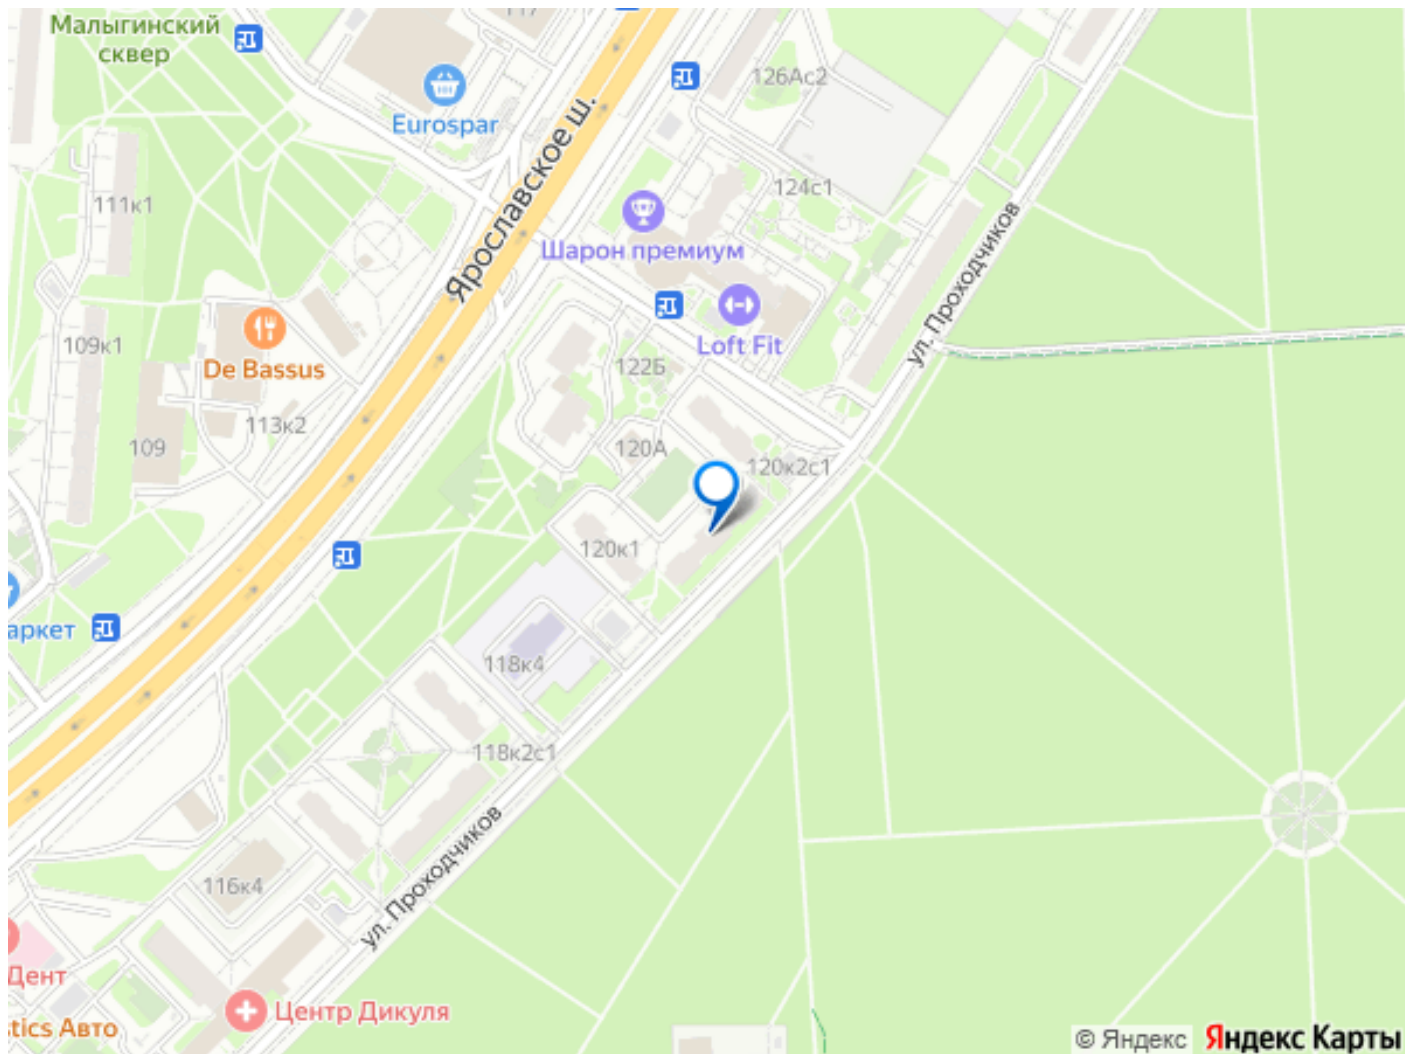 Малыгинский
сквер
117
126Ас2
Eurospar
Ярославское ш.
111к1
124с1
Шарон премиум
ул. Проходчиков
Loft Fit
109к1
De Bassus
122Б
113к2
109
120А
120к2с1
120к1
аркет
118к4
118к2с1
ул. Проходчиков
116к4
Дент
Центр Дикуля
tics Авто
© Яндекс
Яндекс Карты